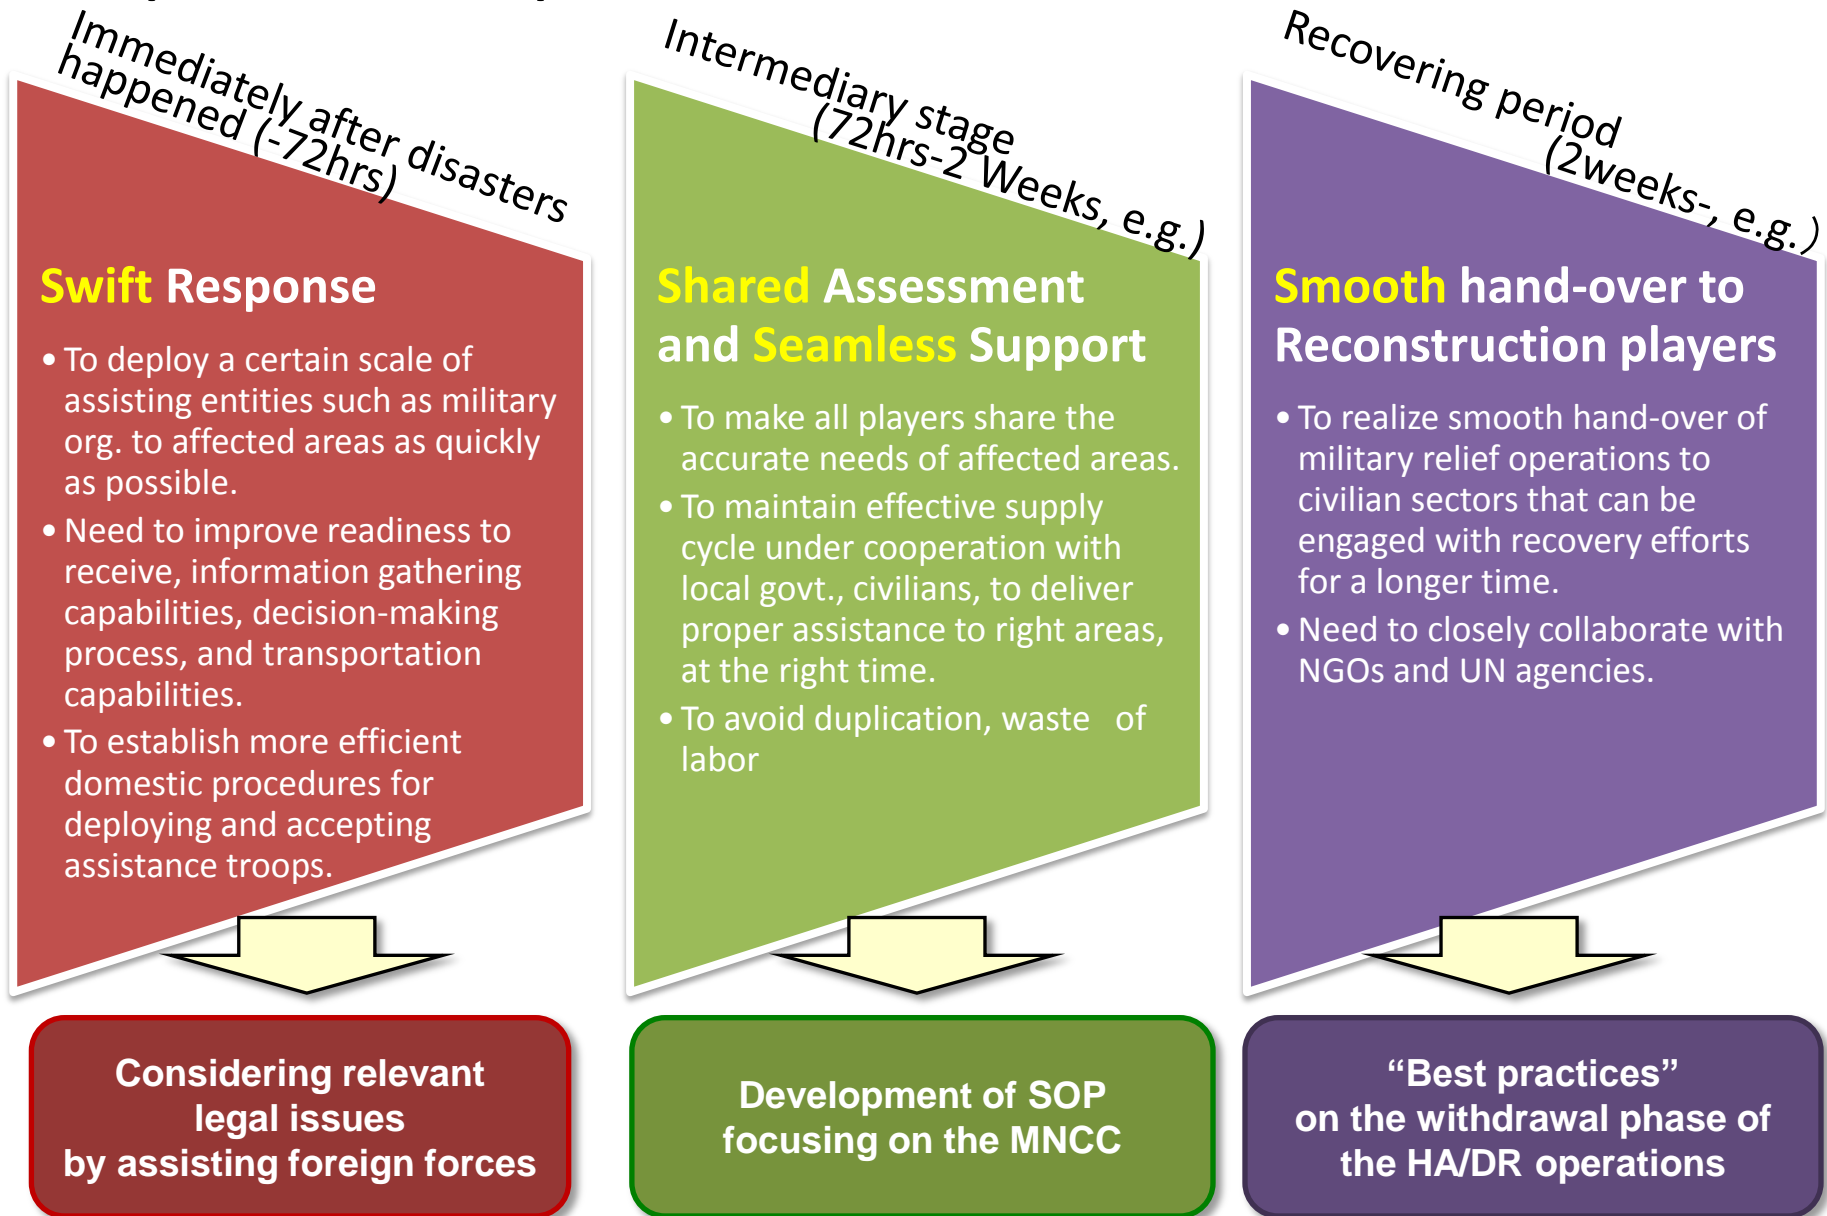 Immediately after disasters
happened (-72hrs)
Swift Response
• To deploy a certain scale of
assisting entities such as military
org. to affected areas as quickly
as possible.
• Need to improve readiness to
receive, information gathering
capabilities, decision-making
process, and transportation
capabilities.
• To establish more efficient
domestic procedures for
deploying and accepting
assistance troops.
Considering relevant
legal issues
by assisting foreign forces
Intermediary stage
(72hrs-2 Weeks, e.g.)
Shared Assessment
and Seamless Support
• To make all players share the
accurate needs of affected areas.
• To maintain effective supply
cycle under cooperation with
local govt., civilians, to deliver
proper assistance to right areas,
at the right time.
• To avoid duplication, waste of
labor
Development of SOP
focusing on the MNCC
Recovering period
(2weeks-, e.g.)
Smooth hand-over to
Reconstruction players
• To realize smooth hand-over of
military relief operations to
civilian sectors that can be
engaged with recovery efforts
for a longer time.
• Need to closely collaborate with
NGOs and UN agencies.
“Best practices”
on the withdrawal phase of
the HA/DR operations